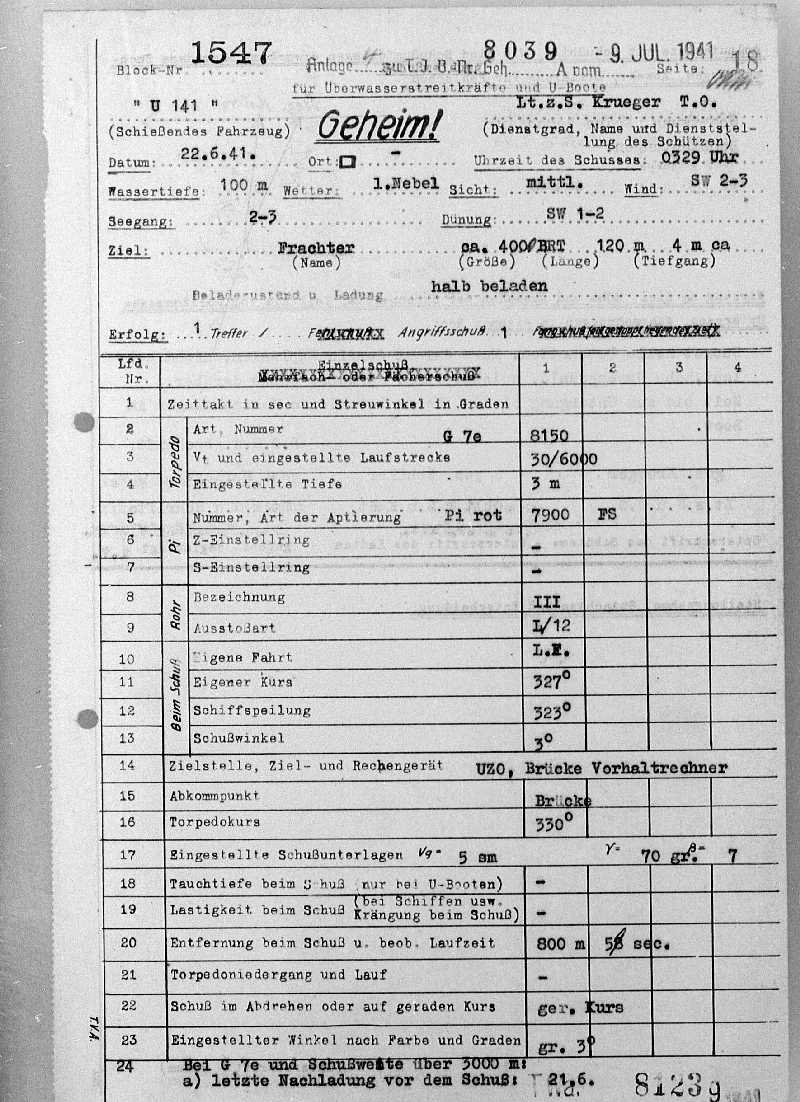 1547
Block-Nr.
Anlage 4 zu T.J.B.Nr. Geh. 8039 A vom -9. JUL. 1941 Seite: 18
für Überwasserstreitkräfte und U-Boote
" U 141 "
Lt.z.S. Krueger T.O.
(Schießendes Fahrzeug)
Geheim!
(Dienstgrad, Name und Dienststel-
lung des Schützen)
Datum: 22.6.41. Ort: - Uhrzeit des Schusses: 0329 Uhr
Wassertiefe: 100 m Wetter: l.Nebel Sicht: mittl. Wind: SW 2-3
Seegang: 2-3 Dünung: SW 1-2
Ziel: Frachter ca. 4000 BRT 120 m 4 m ca
(Name) (Größe) (Länge) (Tiefgang)
Beladezustand u. Ladung halb beladen
Erfolg: 1 Treffer / Angriffsschuß 1
Lfd. Nr. Einzelschuß 1 2 3 4
Mehrfach- oder Fächerschuß
1 Zeittakt in sec und Streuwinkel in Graden
Torpedo
2 Art, Nummer G 7e 8150
3 Vt und eingestellte Laufstrecke 30/6000
4 Eingestellte Tiefe 3 m
Pi
5 Nummer, Art der Aptierung Pi rot 7900 FS
6 Z-Einstellring -
7 S-Einstellring -
Rohr
8 Bezeichnung III
9 Ausstoßart L/12
Beim Schuß
10 Eigene Fahrt L.F.
11 Eigener Kurs 327°
12 Schiffspeilung 323°
13 Schußwinkel 3°
14 Zielstelle, Ziel- und Rechengerät UZO, Brücke Vorhaltrechner
15 Abkommpunkt Brücke
16 Torpedokurs 330°
17 Eingestellte Schußunterlagen Vg= 5 sm γ= 70 gr. β= 7
18 Tauchtiefe beim Schuß (nur bei U-Booten) -
19 Lastigkeit beim Schuß (bei Schiffen usw. Krängung beim Schuß) -
20 Entfernung beim Schuß u. beob. Laufzeit 800 m sec.
21 Torpedoniedergang und Lauf -
22 Schuß im Abdrehen oder auf geraden Kurs ger. Kurs
23 Eingestellter Winkel nach Farbe und Graden gr. 3°
24 Bei G 7e und Schußweite über 3000 m:
a) letzte Nachladung vor dem Schuß: 21.6.
81239
T.V.A.